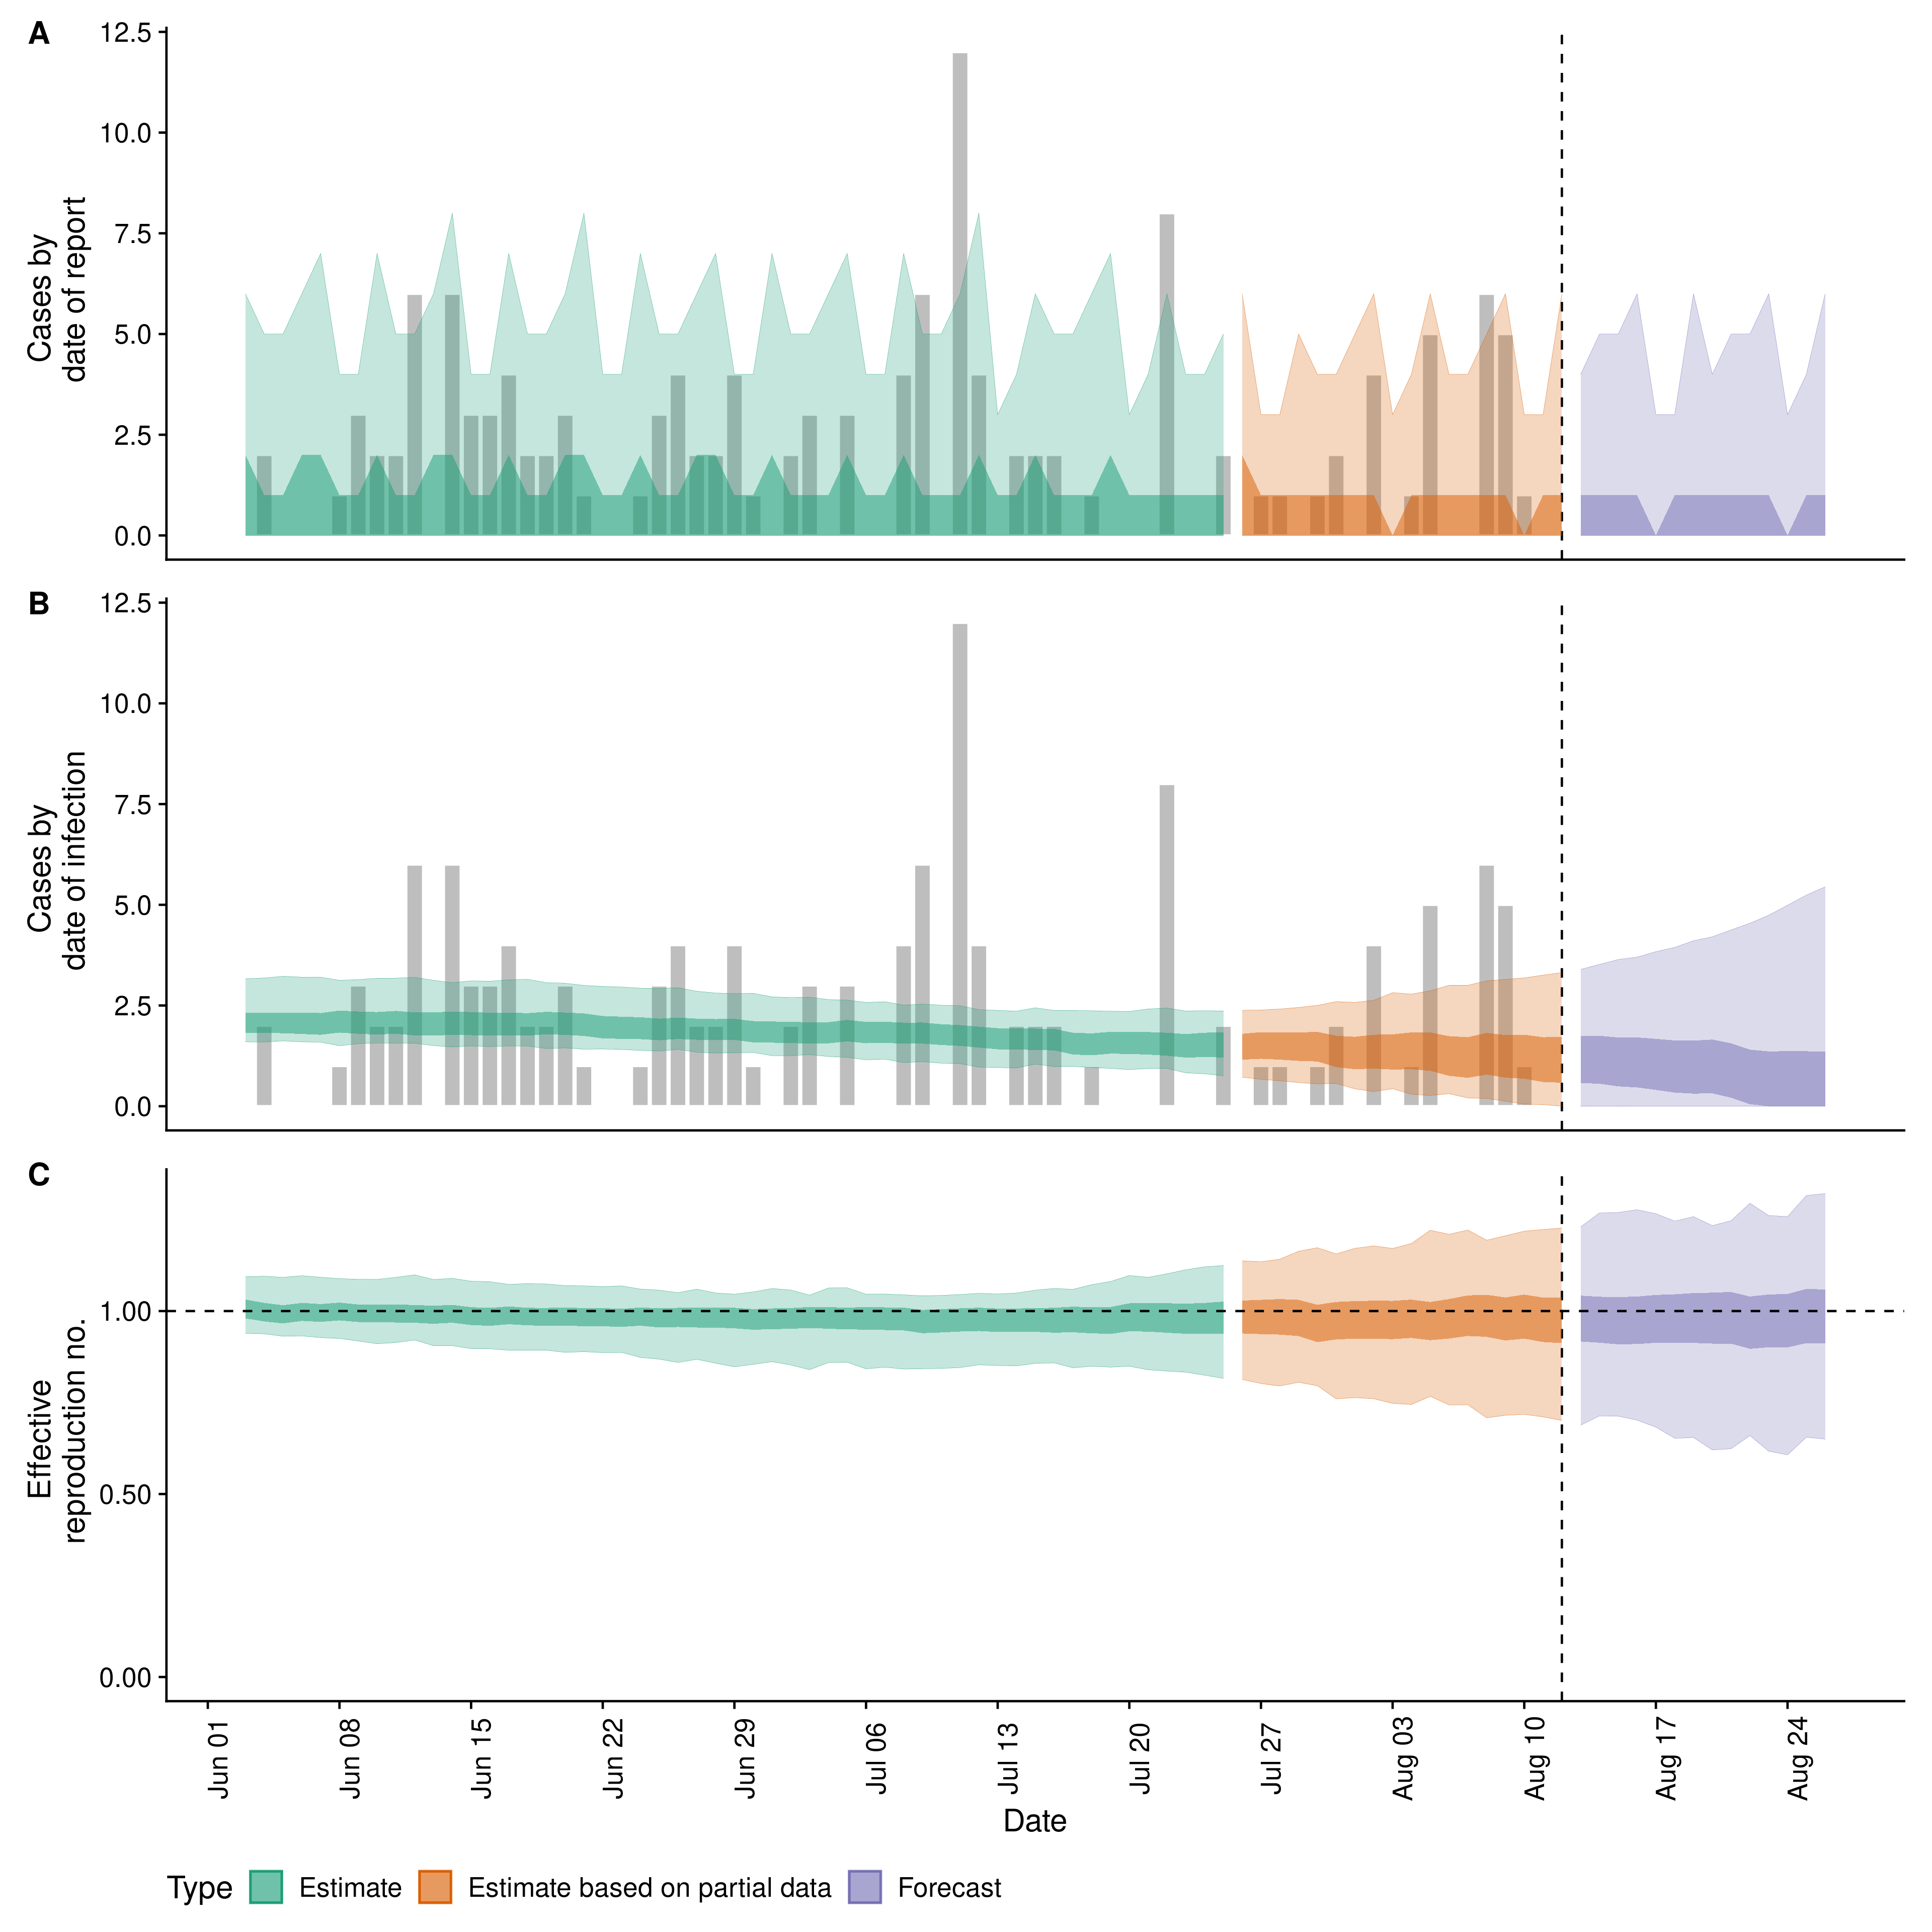 A
12.5
10.0
7.5
5.0
2.5
0.0
Cases by
date of report
B
12.5
10.0
7.5
5.0
2.5
0.0
Cases by
date of infection
C
1.00
0.50
0.00
Effective
reproduction no.
Jun 01
Jun 08
Jun 15
Jun 22
Jun 29
Jul 06
Jul 13
Jul 20
Jul 27
Aug 03
Aug 10
Aug 17
Aug 24
Date
Type
Estimate
Estimate based on partial data
Forecast